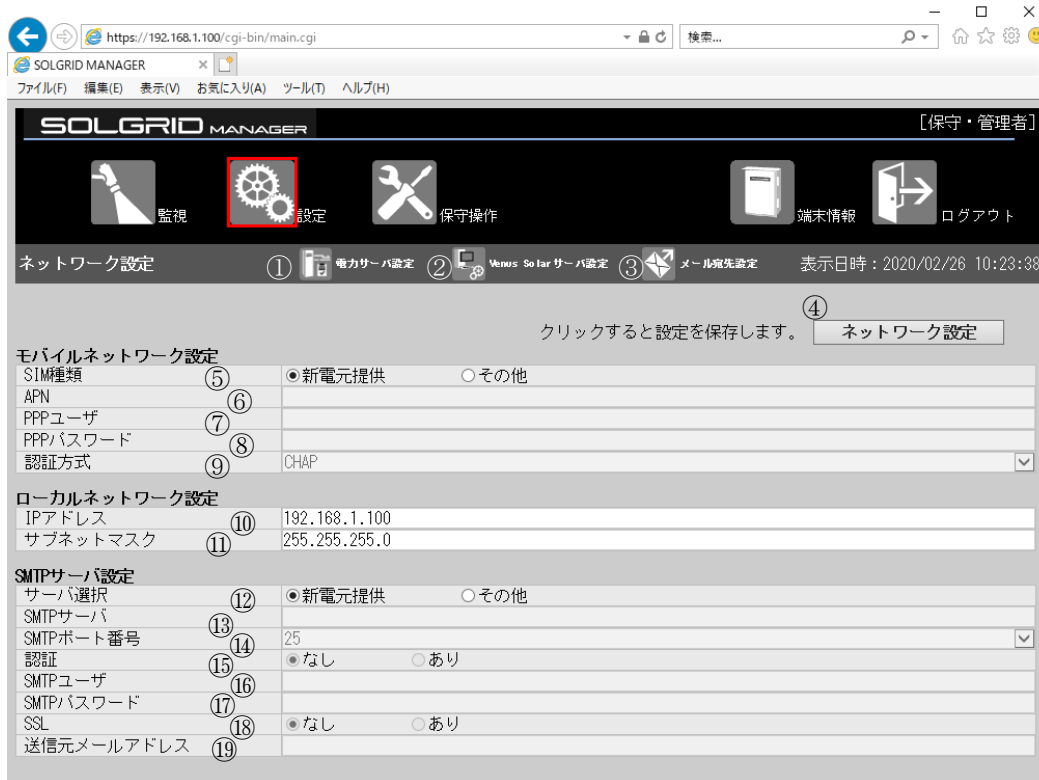 https://192.168.1.100/cgi-bin/main.cgi 検索...
SOLGRID MANAGER
ファイル(F) 編集(E) 表示(V) お気に入り(A) ツール(T) ヘルプ(H)
SOLGRID MANAGER [保守・管理者]
監視 設定 保守操作 端末情報 ログアウト
ネットワーク設定 ① 電力サーバ設定 ② Venus Solarサーバ設定 ③ メール宛先設定 表示日時：2020/02/26 10:23:38
④
クリックすると設定を保存します。 ネットワーク設定
モバイルネットワーク設定
SIM種類 ⑤ 新電元提供 その他
APN ⑥
PPPユーザ ⑦
PPPパスワード ⑧
認証方式 ⑨ CHAP
ローカルネットワーク設定
IPアドレス ⑩ 192.168.1.100
サブネットマスク ⑪ 255.255.255.0
SMTPサーバ設定
サーバ選択 ⑫ 新電元提供 その他
SMTPサーバ ⑬
SMTPポート番号 ⑭ 25
認証 ⑮ なし あり
SMTPユーザ ⑯
SMTPパスワード ⑰
SSL ⑱ なし あり
送信元メールアドレス ⑲